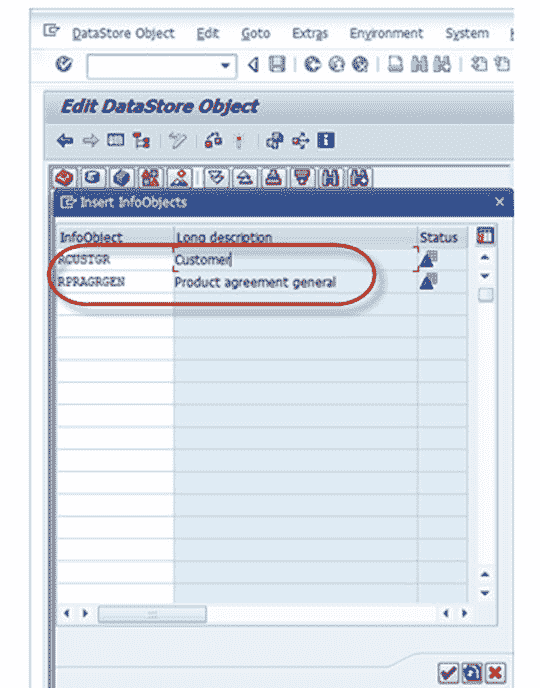 DataStore Object Edit Goto Extras Environment System
Edit DataStore Object
Insert InfoObjects
InfoObject Long description Status
RCUSTGR Customer
RPRAGRGEN Product agreement general